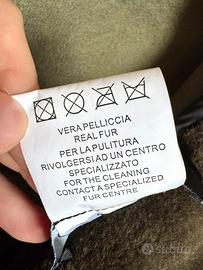 VERA PELLICCIA
REAL FUR
PER LA PULITURA
RIVOLGERSI AD UN CENTRO
SPECIALIZZATO
FOR THE CLEANING
CONTACT A SPECIALIZED
FUR CENTRE
subito